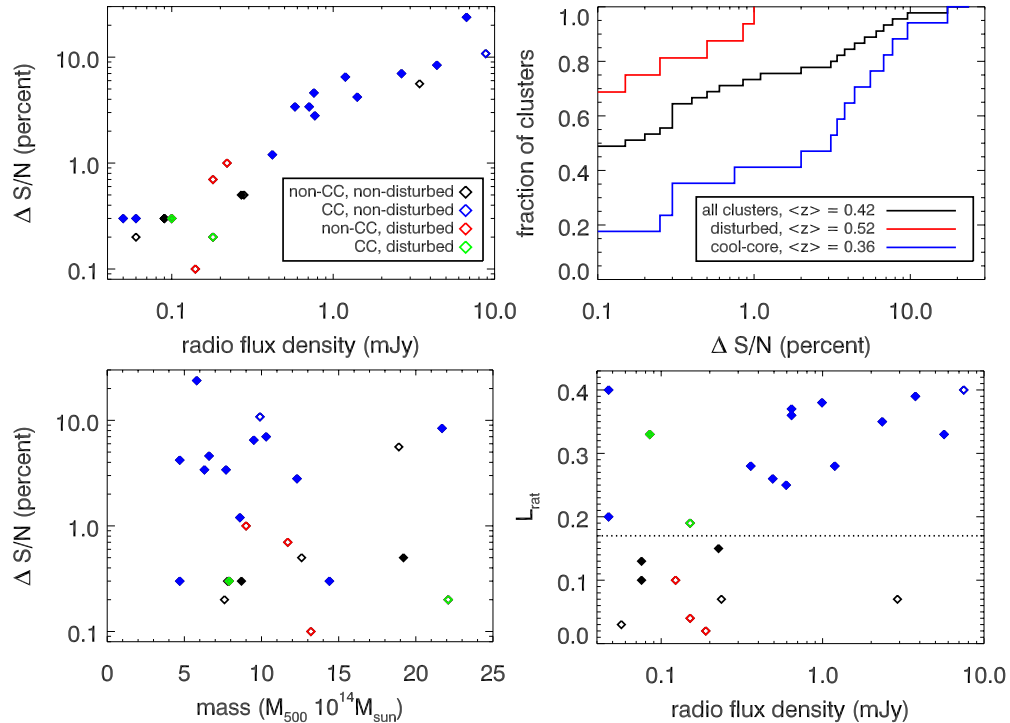 10.0
1.0
0.1
Δ S/N (percent)
non-CC, non-disturbed
CC, non-disturbed
non-CC, disturbed
CC, disturbed
0.1 1.0 10.0
radio flux density (mJy)
1.0
0.8
0.6
0.4
0.2
0.0
fraction of clusters
all clusters, <z> = 0.42
disturbed, <z> = 0.52
cool-core, <z> = 0.36
0.1 1.0 10.0
Δ S/N (percent)
10.0
1.0
0.1
Δ S/N (percent)
0 5 10 15 20 25
mass (M500 10^14 Msun)
0.4
0.3
0.2
0.1
0.0
Lrat
0.1 1.0 10.0
radio flux density (mJy)